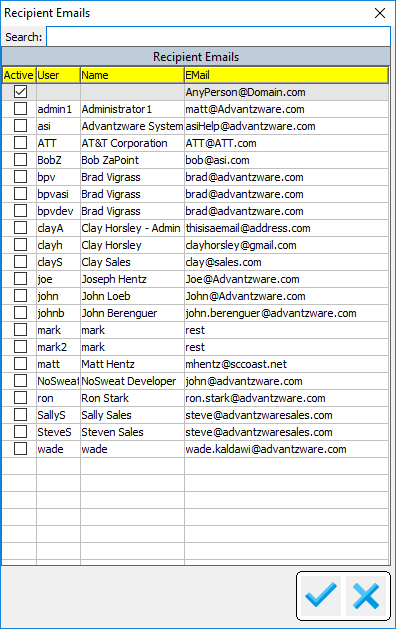 Recipient Emails
Search:
Recipient Emails
Active User Name EMail
AnyPerson@Domain.com
admin1 Administrator1 matt@Advantzware.com
asi Advantzware System asiHelp@Advantzware.com
ATT AT&T Corporation ATT@ATT.com
BobZ Bob ZaPoint bob@asi.com
bpv Brad Vigrass brad@advantzware.com
bpvasi Brad Vigrass brad@advantzware.com
bpvdev Brad Vigrass brad@advantzware.com
clayA Clay Horsley - Admin thisisaemail@address.com
clayh Clay Horsley clayhorsley@gmail.com
clayS Clay Sales clay@sales.com
joe Joseph Hentz Joe@Advantzware.com
john John Loeb John@Advantzware.com
johnb John Berenguer john.berenguer@advantzware.com
mark mark rest
mark2 mark rest
matt Matt Hentz mhentz@sccoast.net
NoSweat NoSweat Developer john@advantzware.com
ron Ron Stark ron.stark@advantzware.com
SallyS Sally Sales steve@advantzwaresales.com
SteveS Steven Sales steve@advantzwaresales.com
wade wade wade.kaldawi@advantzware.com